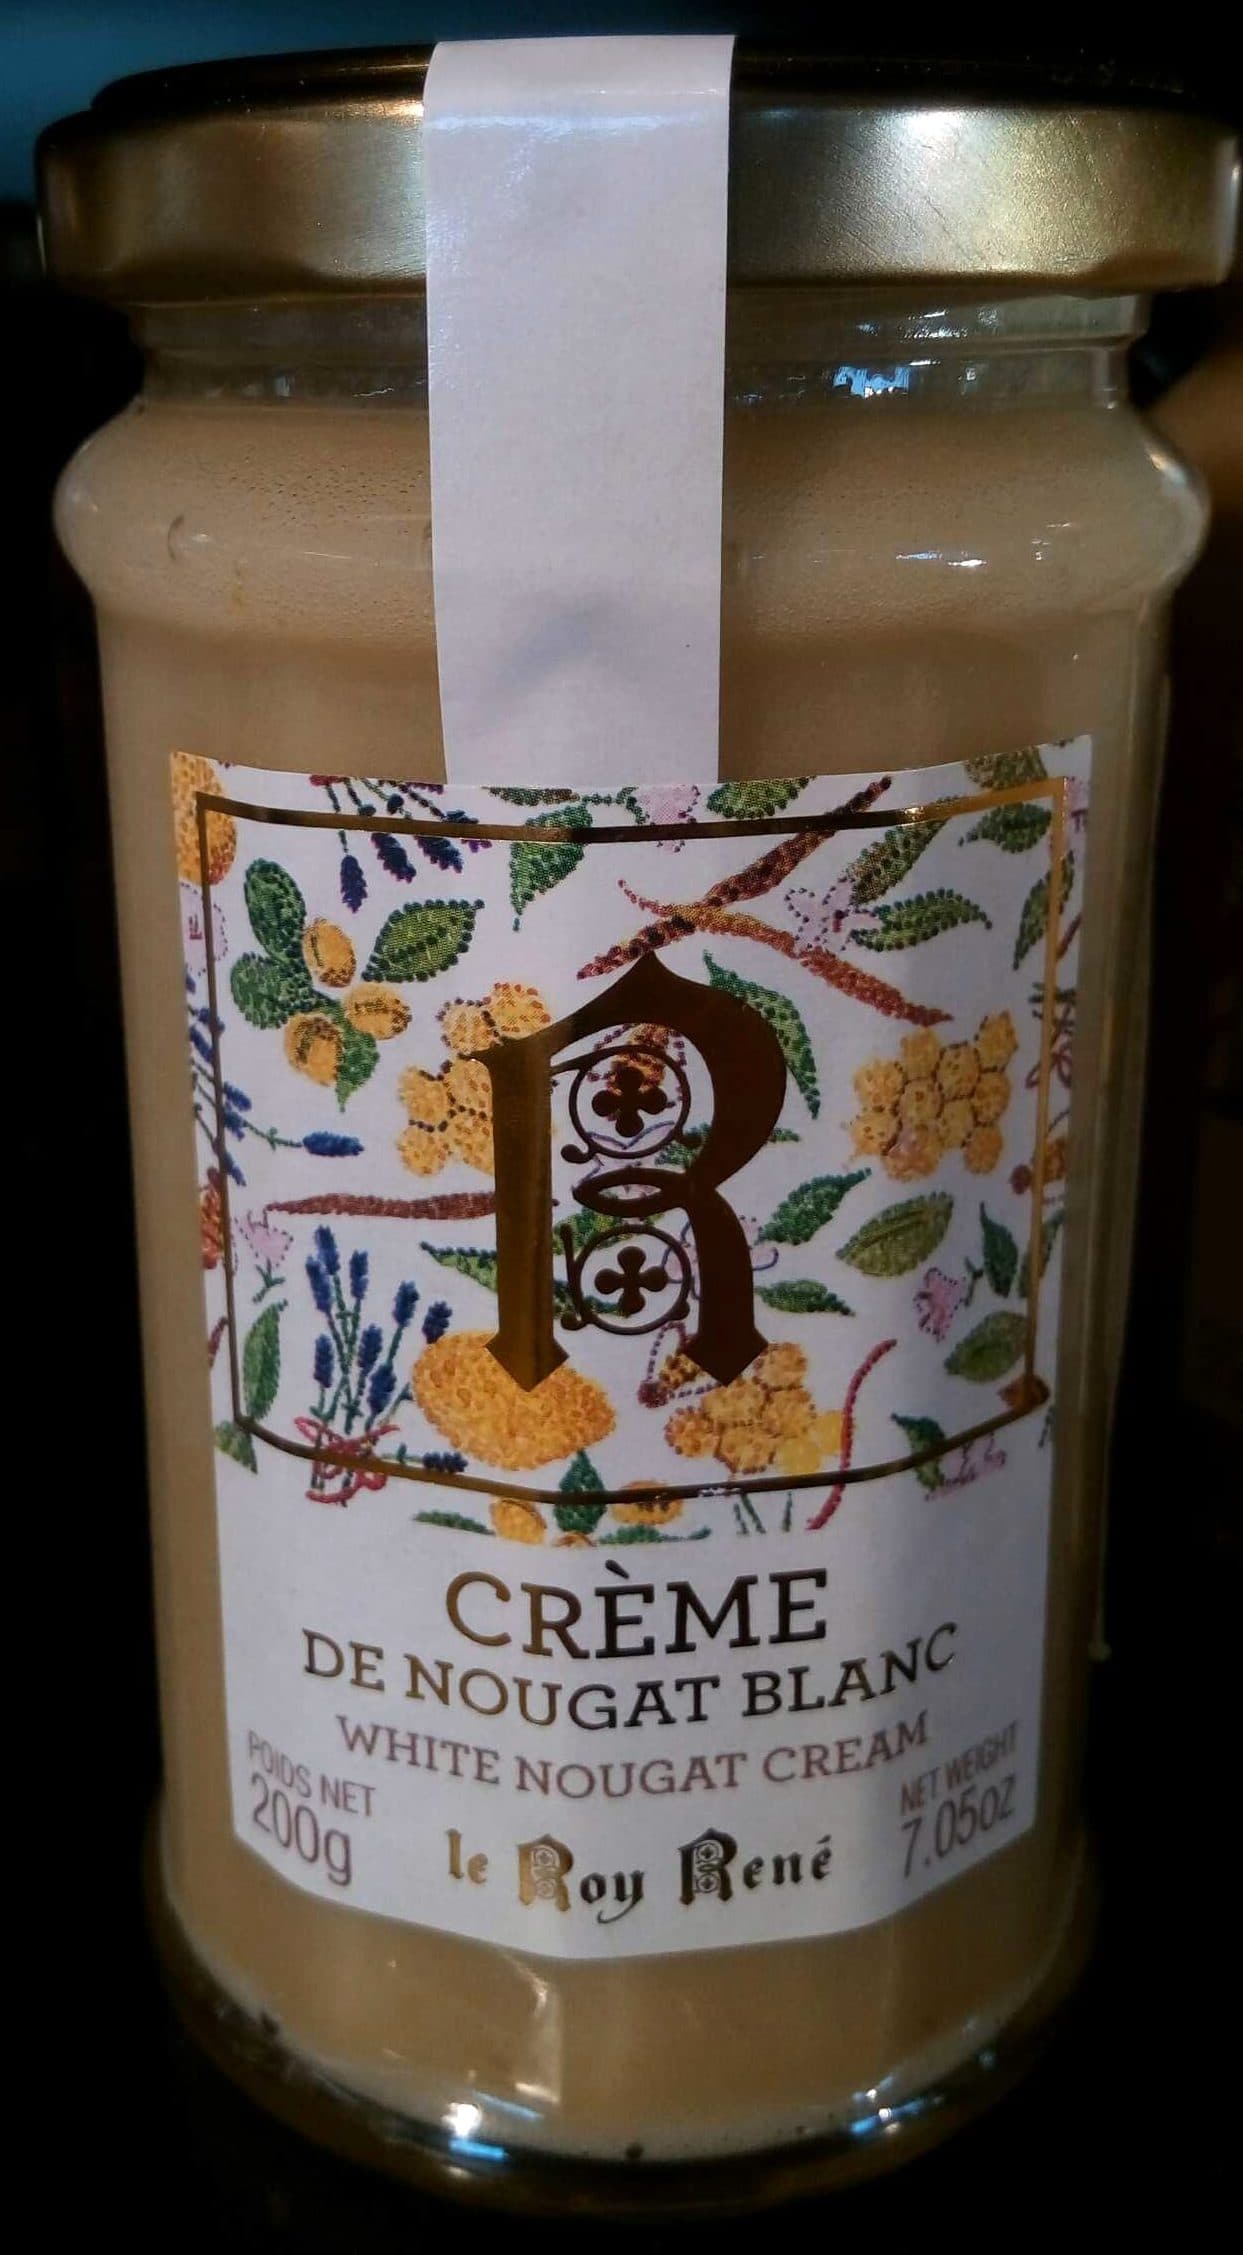 R
CRÈME
DE NOUGAT BLANC
WHITE NOUGAT CREAM
POIDS NET
200g
NET WEIGHT
7.05oz
le Roy René